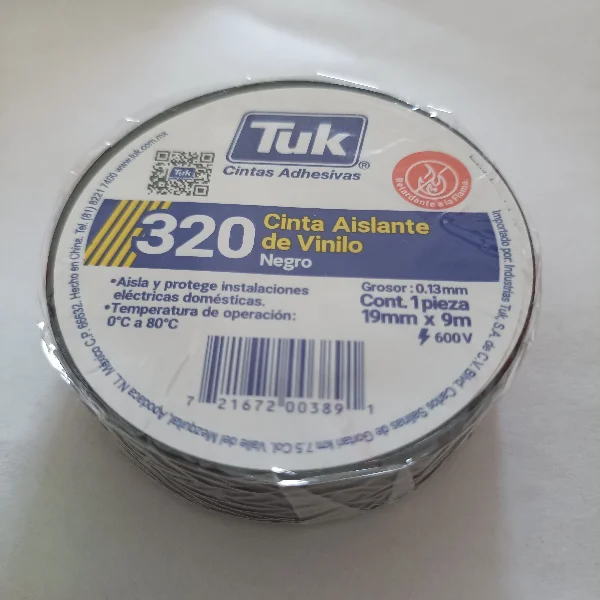 Tuk®
Cintas Adhesivas
Tuk
Retardante a la Flama
320
Cinta Aislante
de Vinilo
Negro
•Aisla y protege instalaciones
eléctricas domésticas.
•Temperatura de operación:
0°C a 80°C
Grosor: 0.13mm
Cont. 1 pieza
19mm x 9m
600V
7 21672 00389 1
Importado por: Industrias Tuk, S.A. de C.V. Blvd. Carlos Salinas de Gortari km 7.5 Col. Valle del Mezquital, Apodaca N.L. México C.P. 66632. Hecho en China. Tel. (81) 8221 7400 www.tuk.com.mx